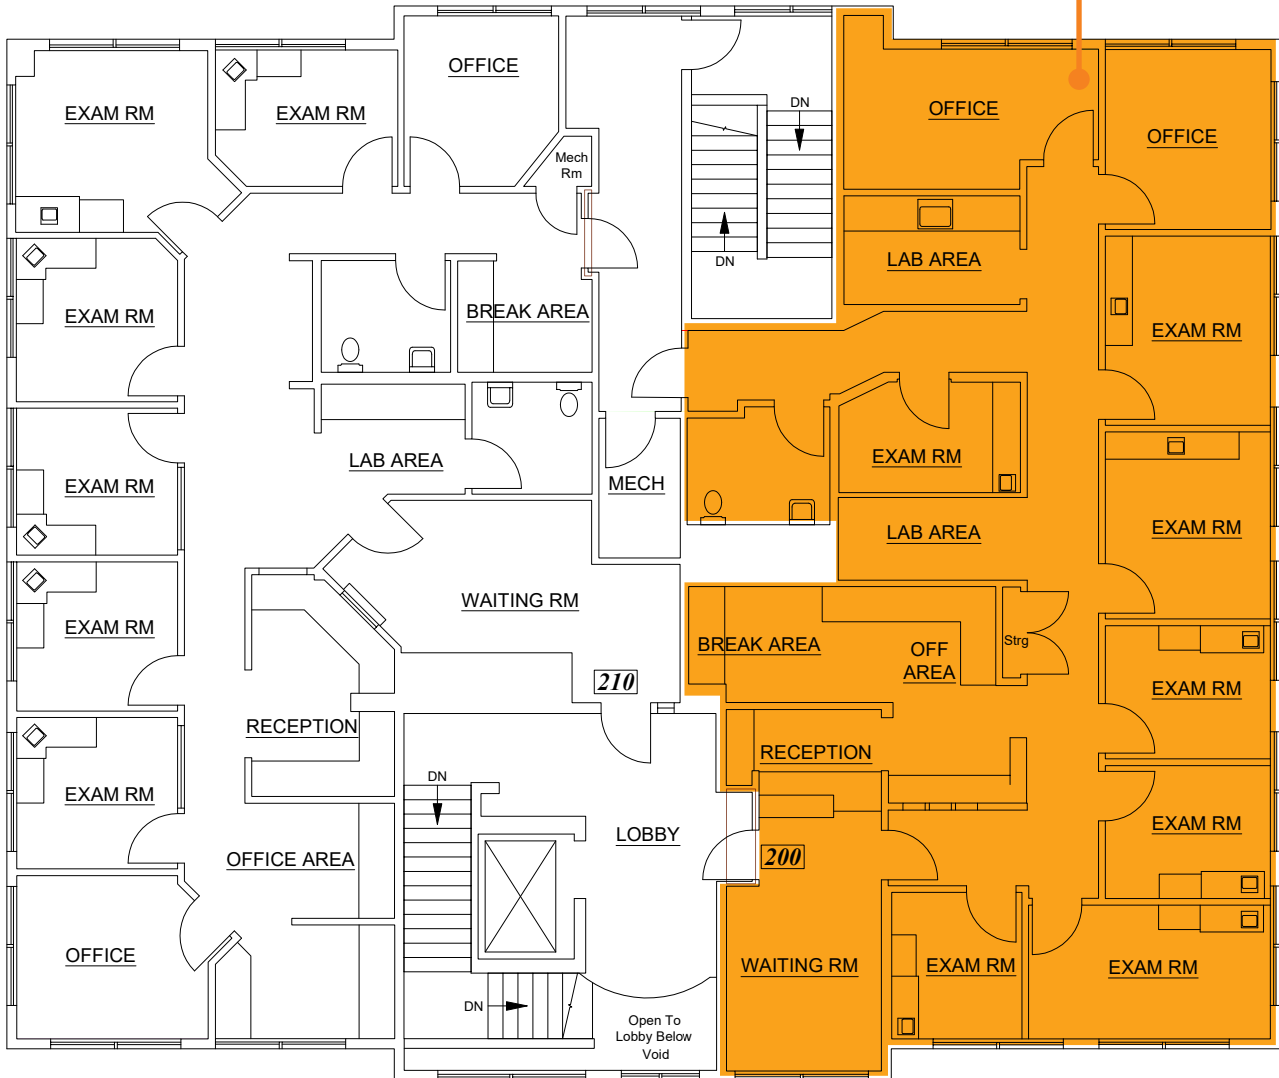 OFFICE
EXAM RM
EXAM RM
OFFICE
OFFICE
DN
Mech
Rm
DN
LAB AREA
EXAM RM
BREAK AREA
EXAM RM
LAB AREA
EXAM RM
MECH
EXAM RM
EXAM RM
LAB AREA
WAITING RM
EXAM RM
BREAK AREA
OFF
AREA
Strg
210
EXAM RM
RECEPTION
RECEPTION
DN
EXAM RM
LOBBY
200
EXAM RM
OFFICE AREA
OFFICE
WAITING RM
EXAM RM
EXAM RM
DN
Open To
Lobby Below
Void